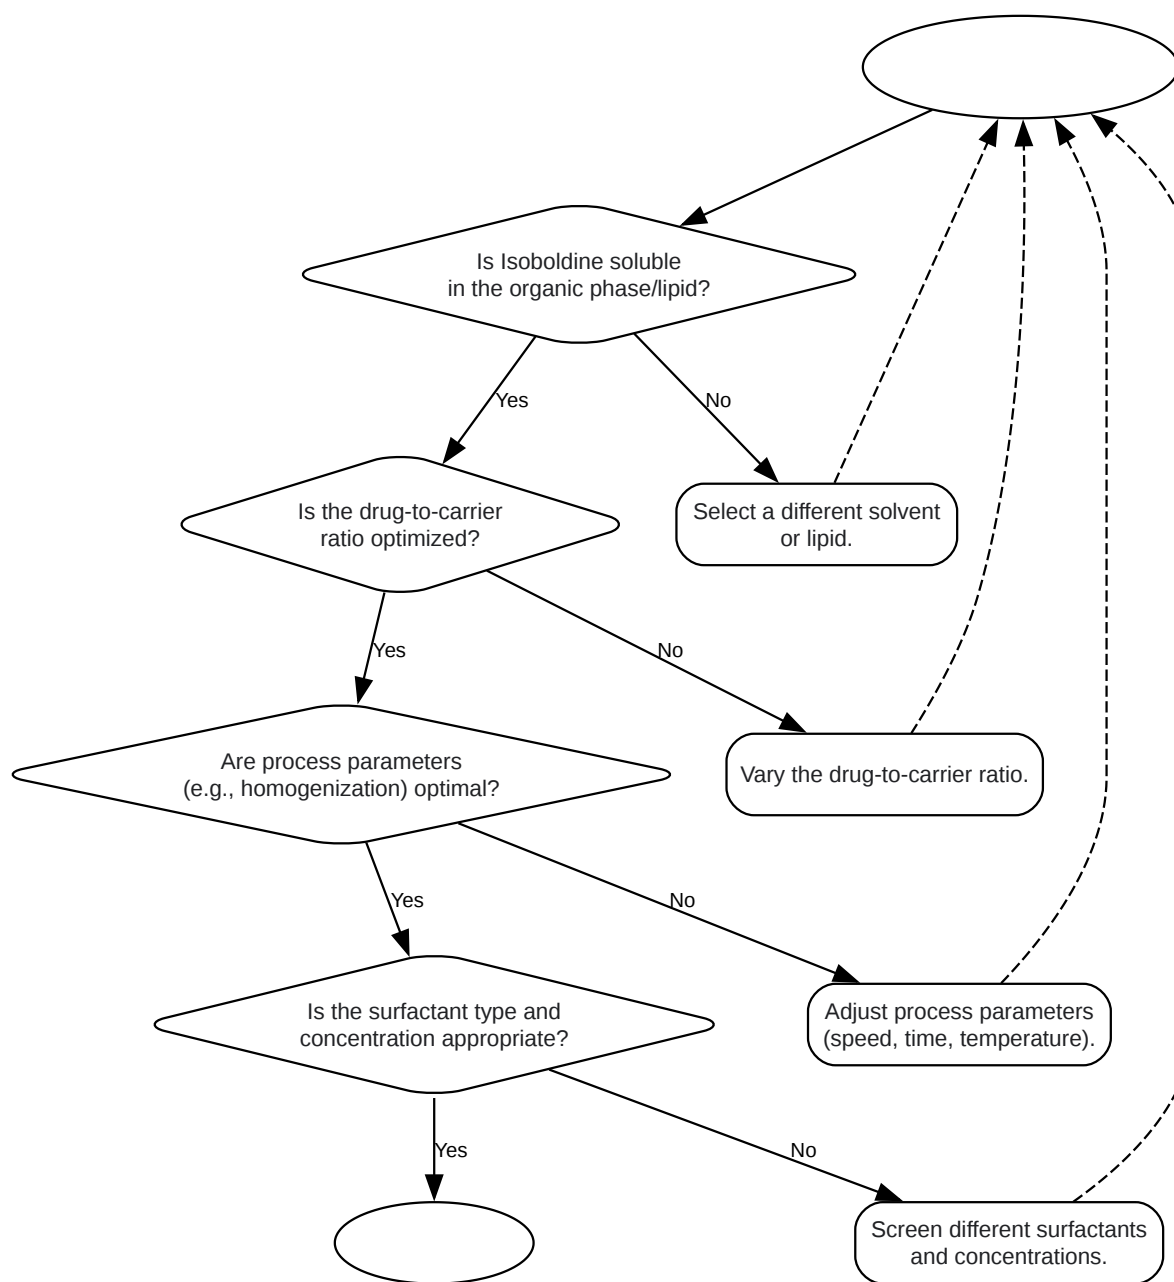 Is Isoboldine soluble
in the organic phase/lipid?
Yes
No
Is the drug-to-carrier
ratio optimized?
Select a different solvent
or lipid.
Yes
No
Are process parameters
(e.g., homogenization) optimal?
Vary the drug-to-carrier ratio.
Yes
No
Is the surfactant type and
concentration appropriate?
Adjust process parameters
(speed, time, temperature).
Yes
No
Screen different surfactants
and concentrations.